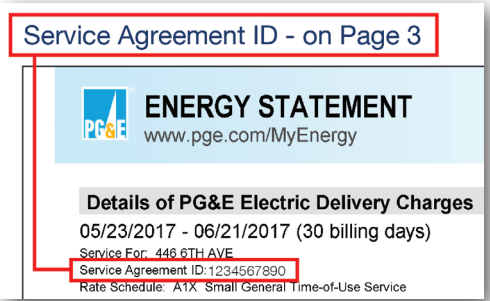 Service Agreement ID - on Page 3
PG&E
ENERGY STATEMENT
www.pge.com/MyEnergy
Details of PG&E Electric Delivery Charges
05/23/2017 - 06/21/2017 (30 billing days)
Service For: 446 6TH AVE
Service Agreement ID:1234567890
Rate Schedule: A1X Small General Time-of-Use Service